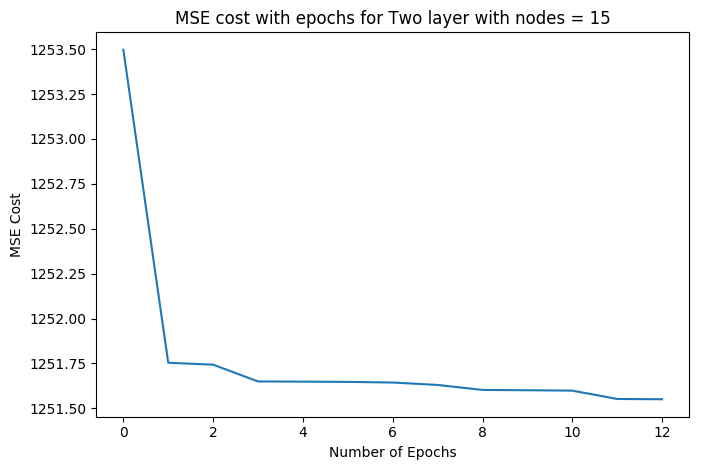 MSE cost with epochs for Two layer with nodes = 15
1253.50
1253.25
1253.00
1252.75
1252.50
1252.25
1252.00
1251.75
1251.50
MSE Cost
0 2 4 6 8 10 12
Number of Epochs